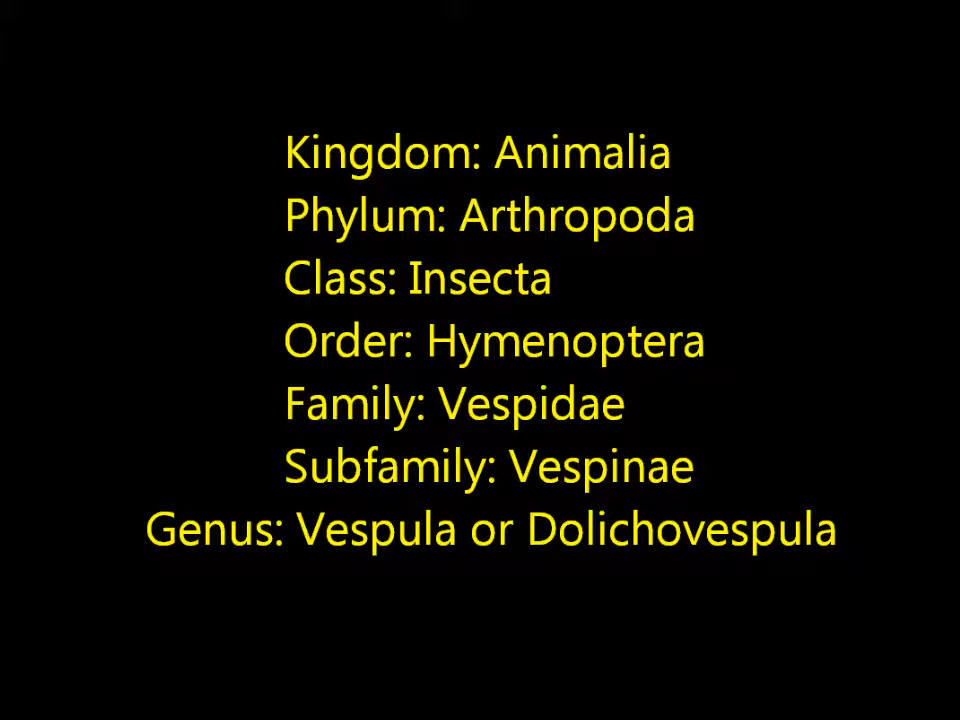 Kingdom: Animalia
Phylum: Arthropoda
Class: Insecta
Order: Hymenoptera
Family: Vespidae
Subfamily: Vespinae
Genus: Vespula or Dolichovespula